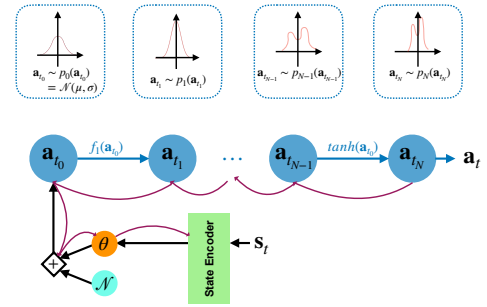 𝐚_{t_0} ∼ p_0(𝐚_{t_0})
= 𝒩(μ, σ)
𝐚_{t_1} ∼ p_1(𝐚_{t_1})
𝐚_{t_{N−1}} ∼ p_{N−1}(𝐚_{t_{N−1}})
𝐚_{t_N} ∼ p_N(𝐚_{t_N})
𝐚_{t_0}
f_1(𝐚_{t_0})
𝐚_{t_1}
…
𝐚_{t_{N−1}}
tanh(𝐚_{t_0})
𝐚_{t_N}
𝐚_t
+
θ
𝒩
State Encoder
𝐬_t